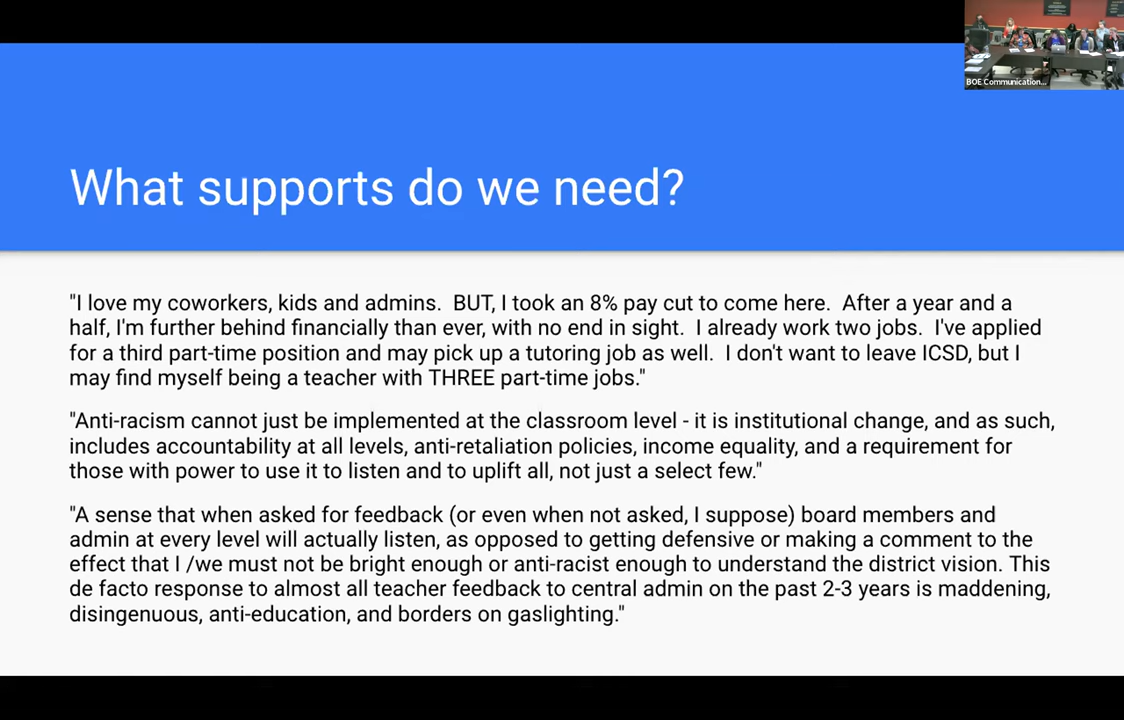 BOE Communication...
What supports do we need?
"I love my coworkers, kids and admins.  BUT, I took an 8% pay cut to come here.  After a year and a
half, I'm further behind financially than ever, with no end in sight.  I already work two jobs.  I've applied
for a third part-time position and may pick up a tutoring job as well.  I don't want to leave ICSD, but I
may find myself being a teacher with THREE part-time jobs."
"Anti-racism cannot just be implemented at the classroom level - it is institutional change, and as such,
includes accountability at all levels, anti-retaliation policies, income equality, and a requirement for
those with power to use it to listen and to uplift all, not just a select few."
"A sense that when asked for feedback (or even when not asked, I suppose) board members and
admin at every level will actually listen, as opposed to getting defensive or making a comment to the
effect that I /we must not be bright enough or anti-racist enough to understand the district vision. This
de facto response to almost all teacher feedback to central admin on the past 2-3 years is maddening,
disingenuous, anti-education, and borders on gaslighting."